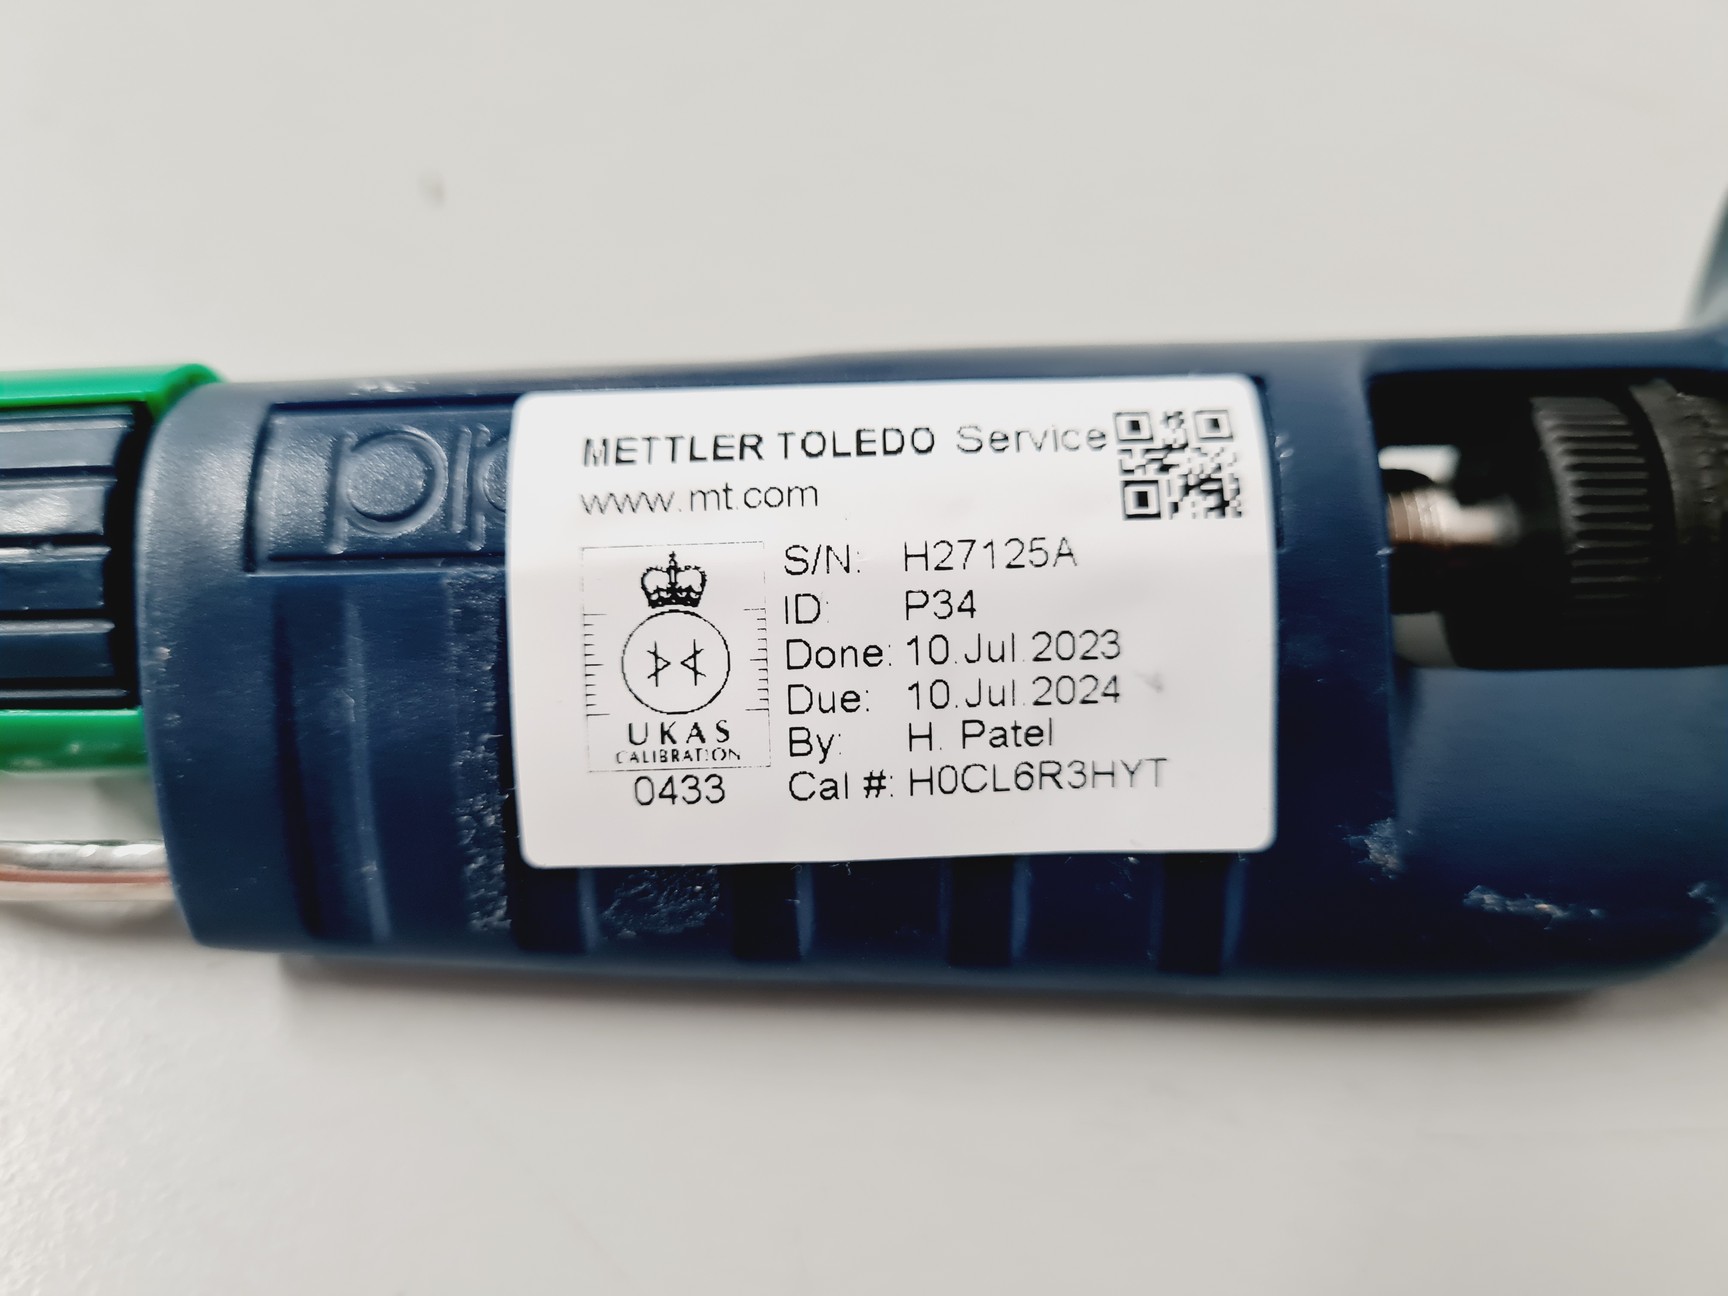 METTLER TOLEDO Service
www.mt.com
S/N: H27125A
ID: P34
Done: 10.Jul.2023
Due: 10.Jul.2024
By: H. Patel
Cal #: H0CL6R3HYT
UKAS
CALIBRATION
0433